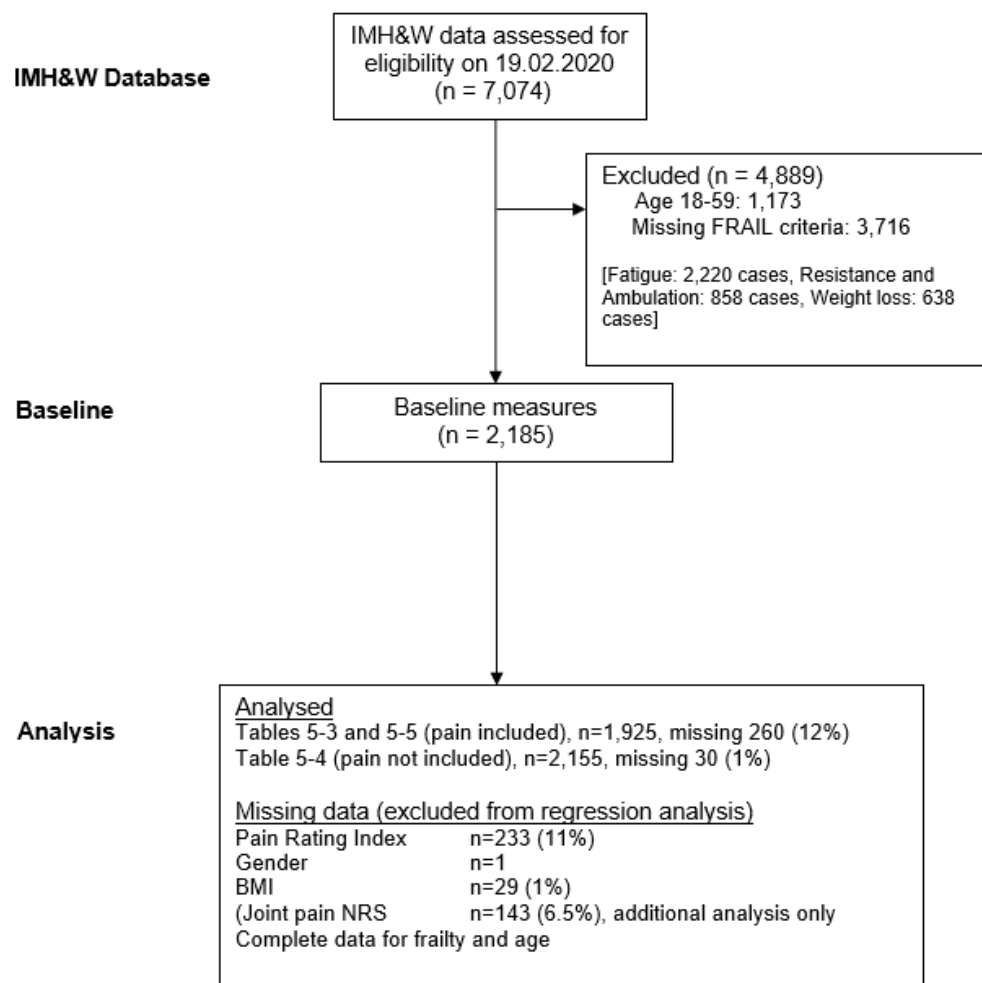 IMH&W Database
IMH&W data assessed for
eligibility on 19.02.2020
(n = 7,074)
Excluded (n = 4,889)
Age 18-59: 1,173
Missing FRAIL criteria: 3,716
[Fatigue: 2,220 cases, Resistance and
Ambulation: 858 cases, Weight loss: 638
cases]
Baseline
Baseline measures
(n = 2,185)
Analysis
Analysed
Tables 5-3 and 5-5 (pain included), n=1,925, missing 260 (12%)
Table 5-4 (pain not included), n=2,155, missing 30 (1%)
Missing data (excluded from regression analysis)
Pain Rating Index n=233 (11%)
Gender n=1
BMI n=29 (1%)
(Joint pain NRS n=143 (6.5%), additional analysis only
Complete data for frailty and age